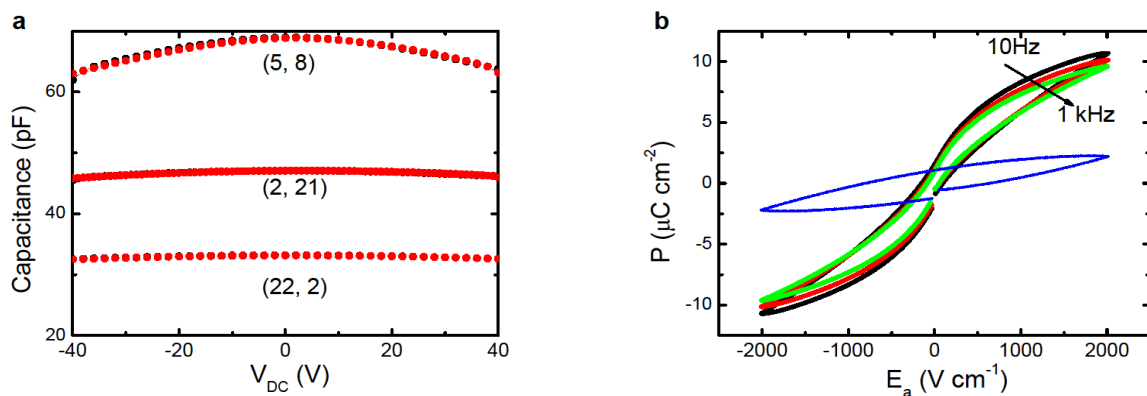 a
Capacitance (pF)
60
40
20
(5, 8)
(2, 21)
(22, 2)
-40 -20 0 20 40
V_DC (V)
b
P (μC cm⁻²)
10
5
0
-5
-10
10Hz
1 kHz
-2000 -1000 0 1000 2000
E_a (V cm⁻¹)